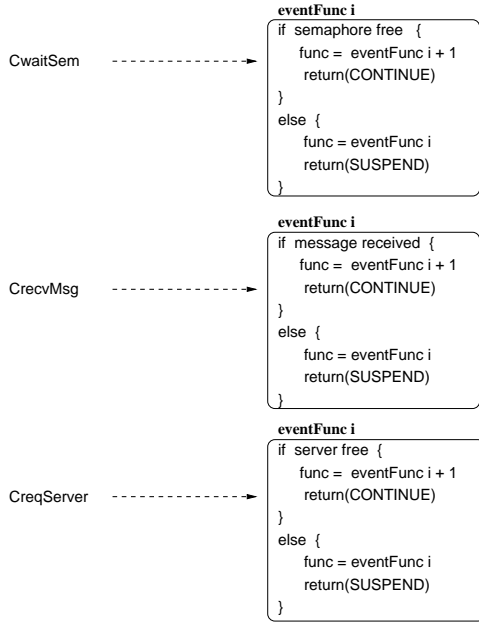 eventFunc i
if semaphore free {
func = eventFunc i + 1
return(CONTINUE)
}
else {
func = eventFunc i
return(SUSPEND)
}
CwaitSem
eventFunc i
if message received {
func = eventFunc i + 1
return(CONTINUE)
}
else {
func = eventFunc i
return(SUSPEND)
}
CrecvMsg
eventFunc i
if server free {
func = eventFunc i + 1
return(CONTINUE)
}
else {
func = eventFunc i
return(SUSPEND)
}
CreqServer